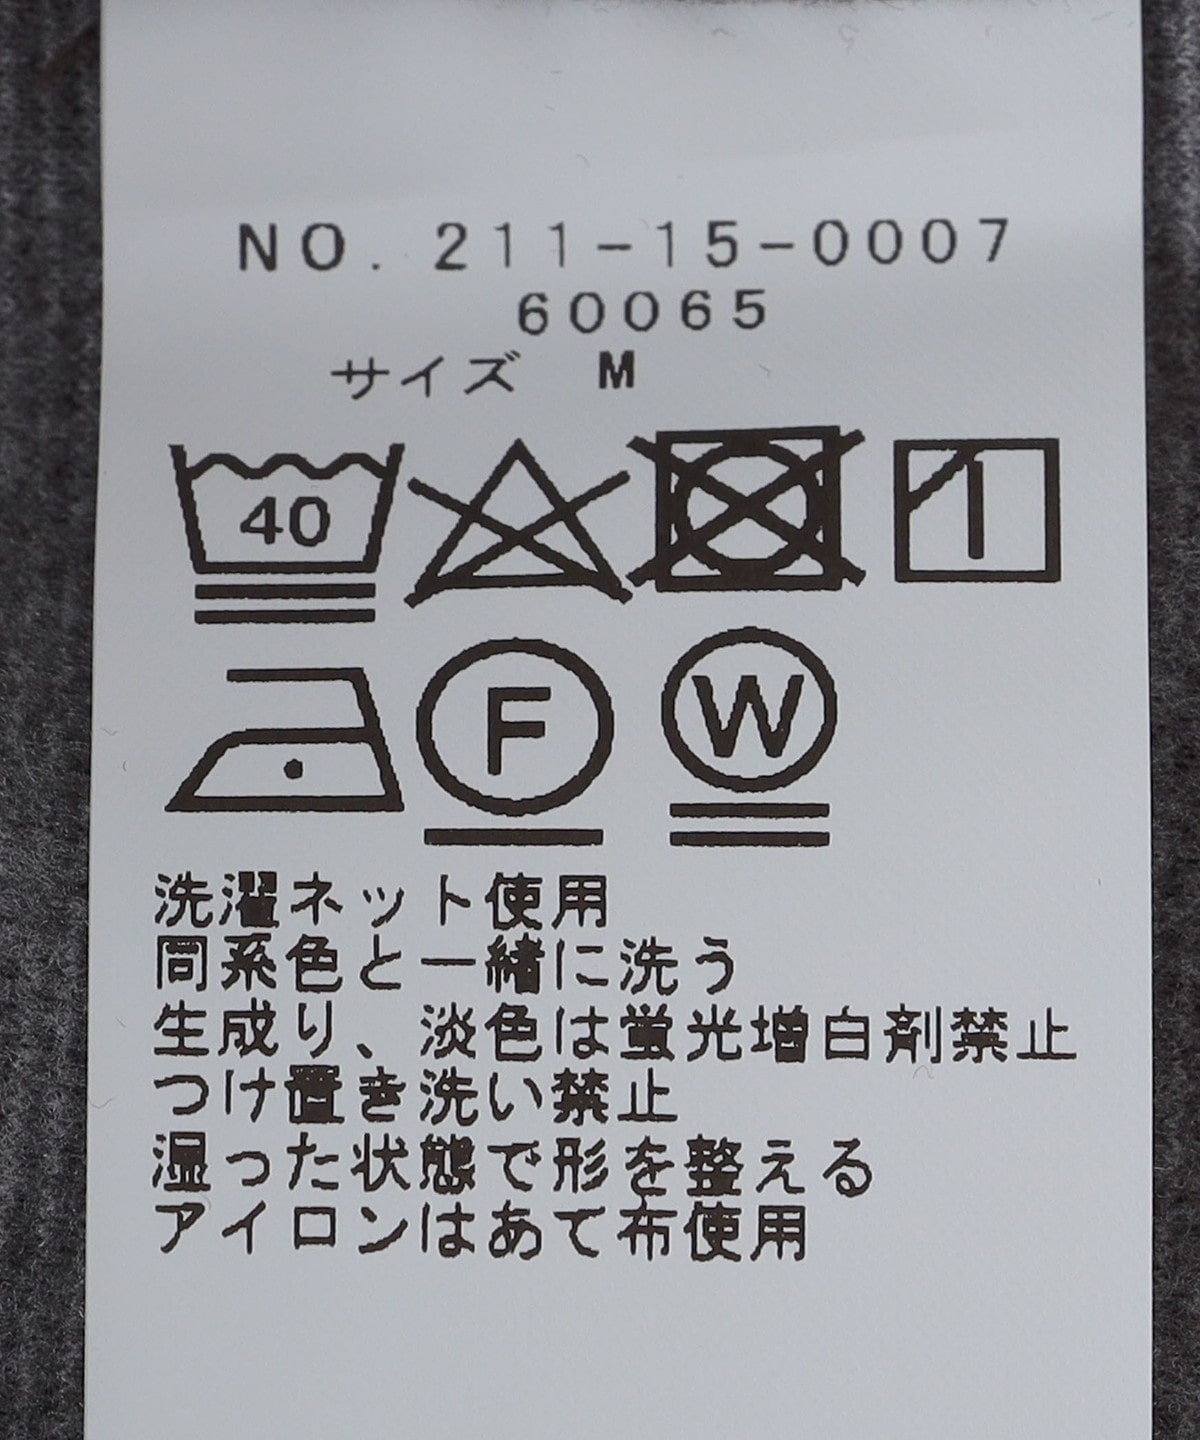 NO. 211-15-0007
60065
サイズ M
40
F W
洗濯ネット使用
同系色と一緒に洗う
生成り、淡色は蛍光増白剤禁止
つけ置き洗い禁止
湿った状態で形を整える
アイロンはあて布使用